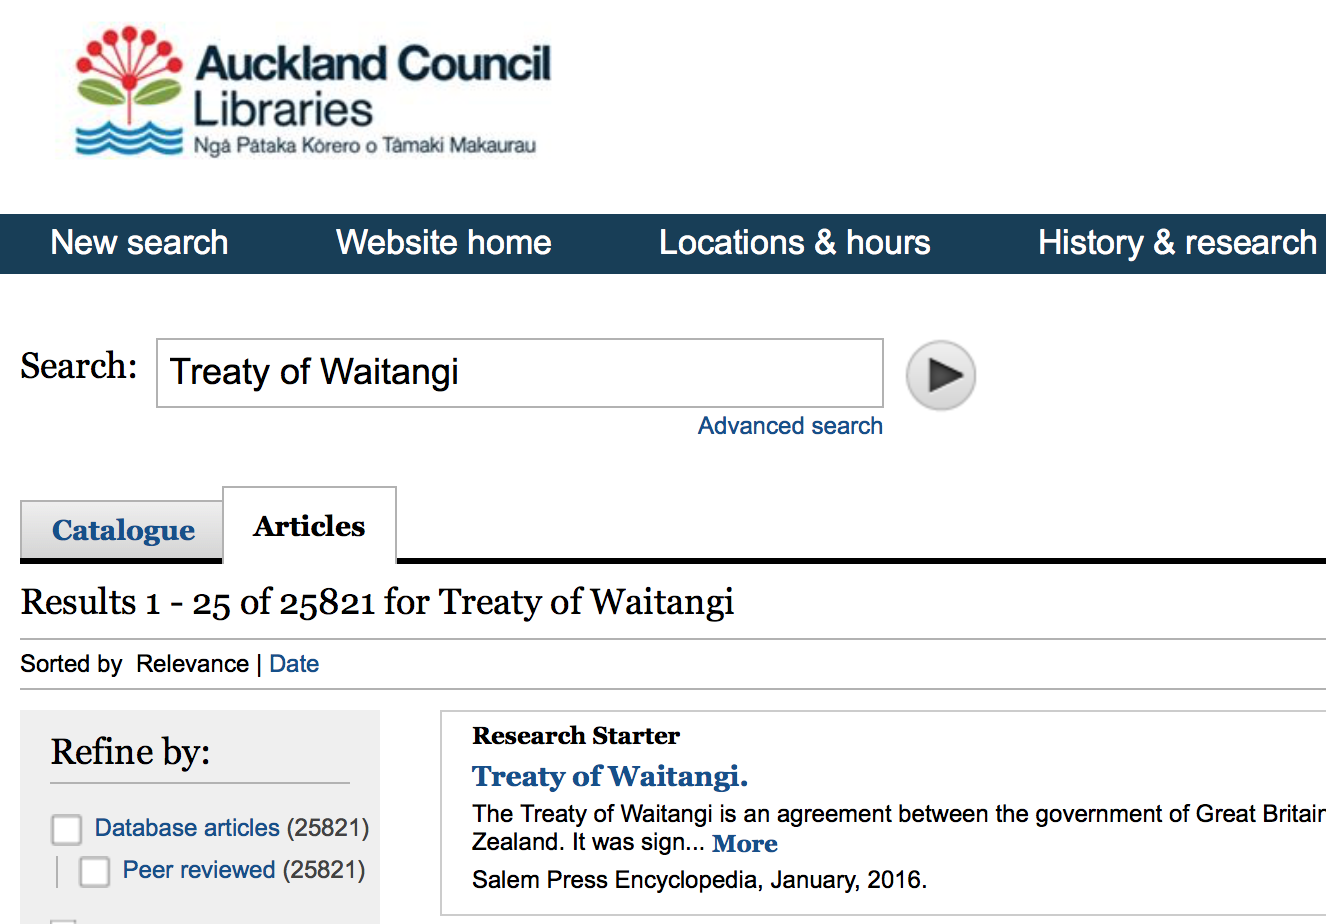 Auckland Council
Libraries
Ngā Pātaka Kōrero o Tāmaki Makaurau
New search Website home Locations & hours History & research
Search: Treaty of Waitangi
Advanced search
Catalogue Articles
Results 1 - 25 of 25821 for Treaty of Waitangi
Sorted by Relevance | Date
Refine by:
Database articles (25821)
Peer reviewed (25821)
Research Starter
Treaty of Waitangi.
The Treaty of Waitangi is an agreement between the government of Great Britain
Zealand. It was sign... More
Salem Press Encyclopedia, January, 2016.